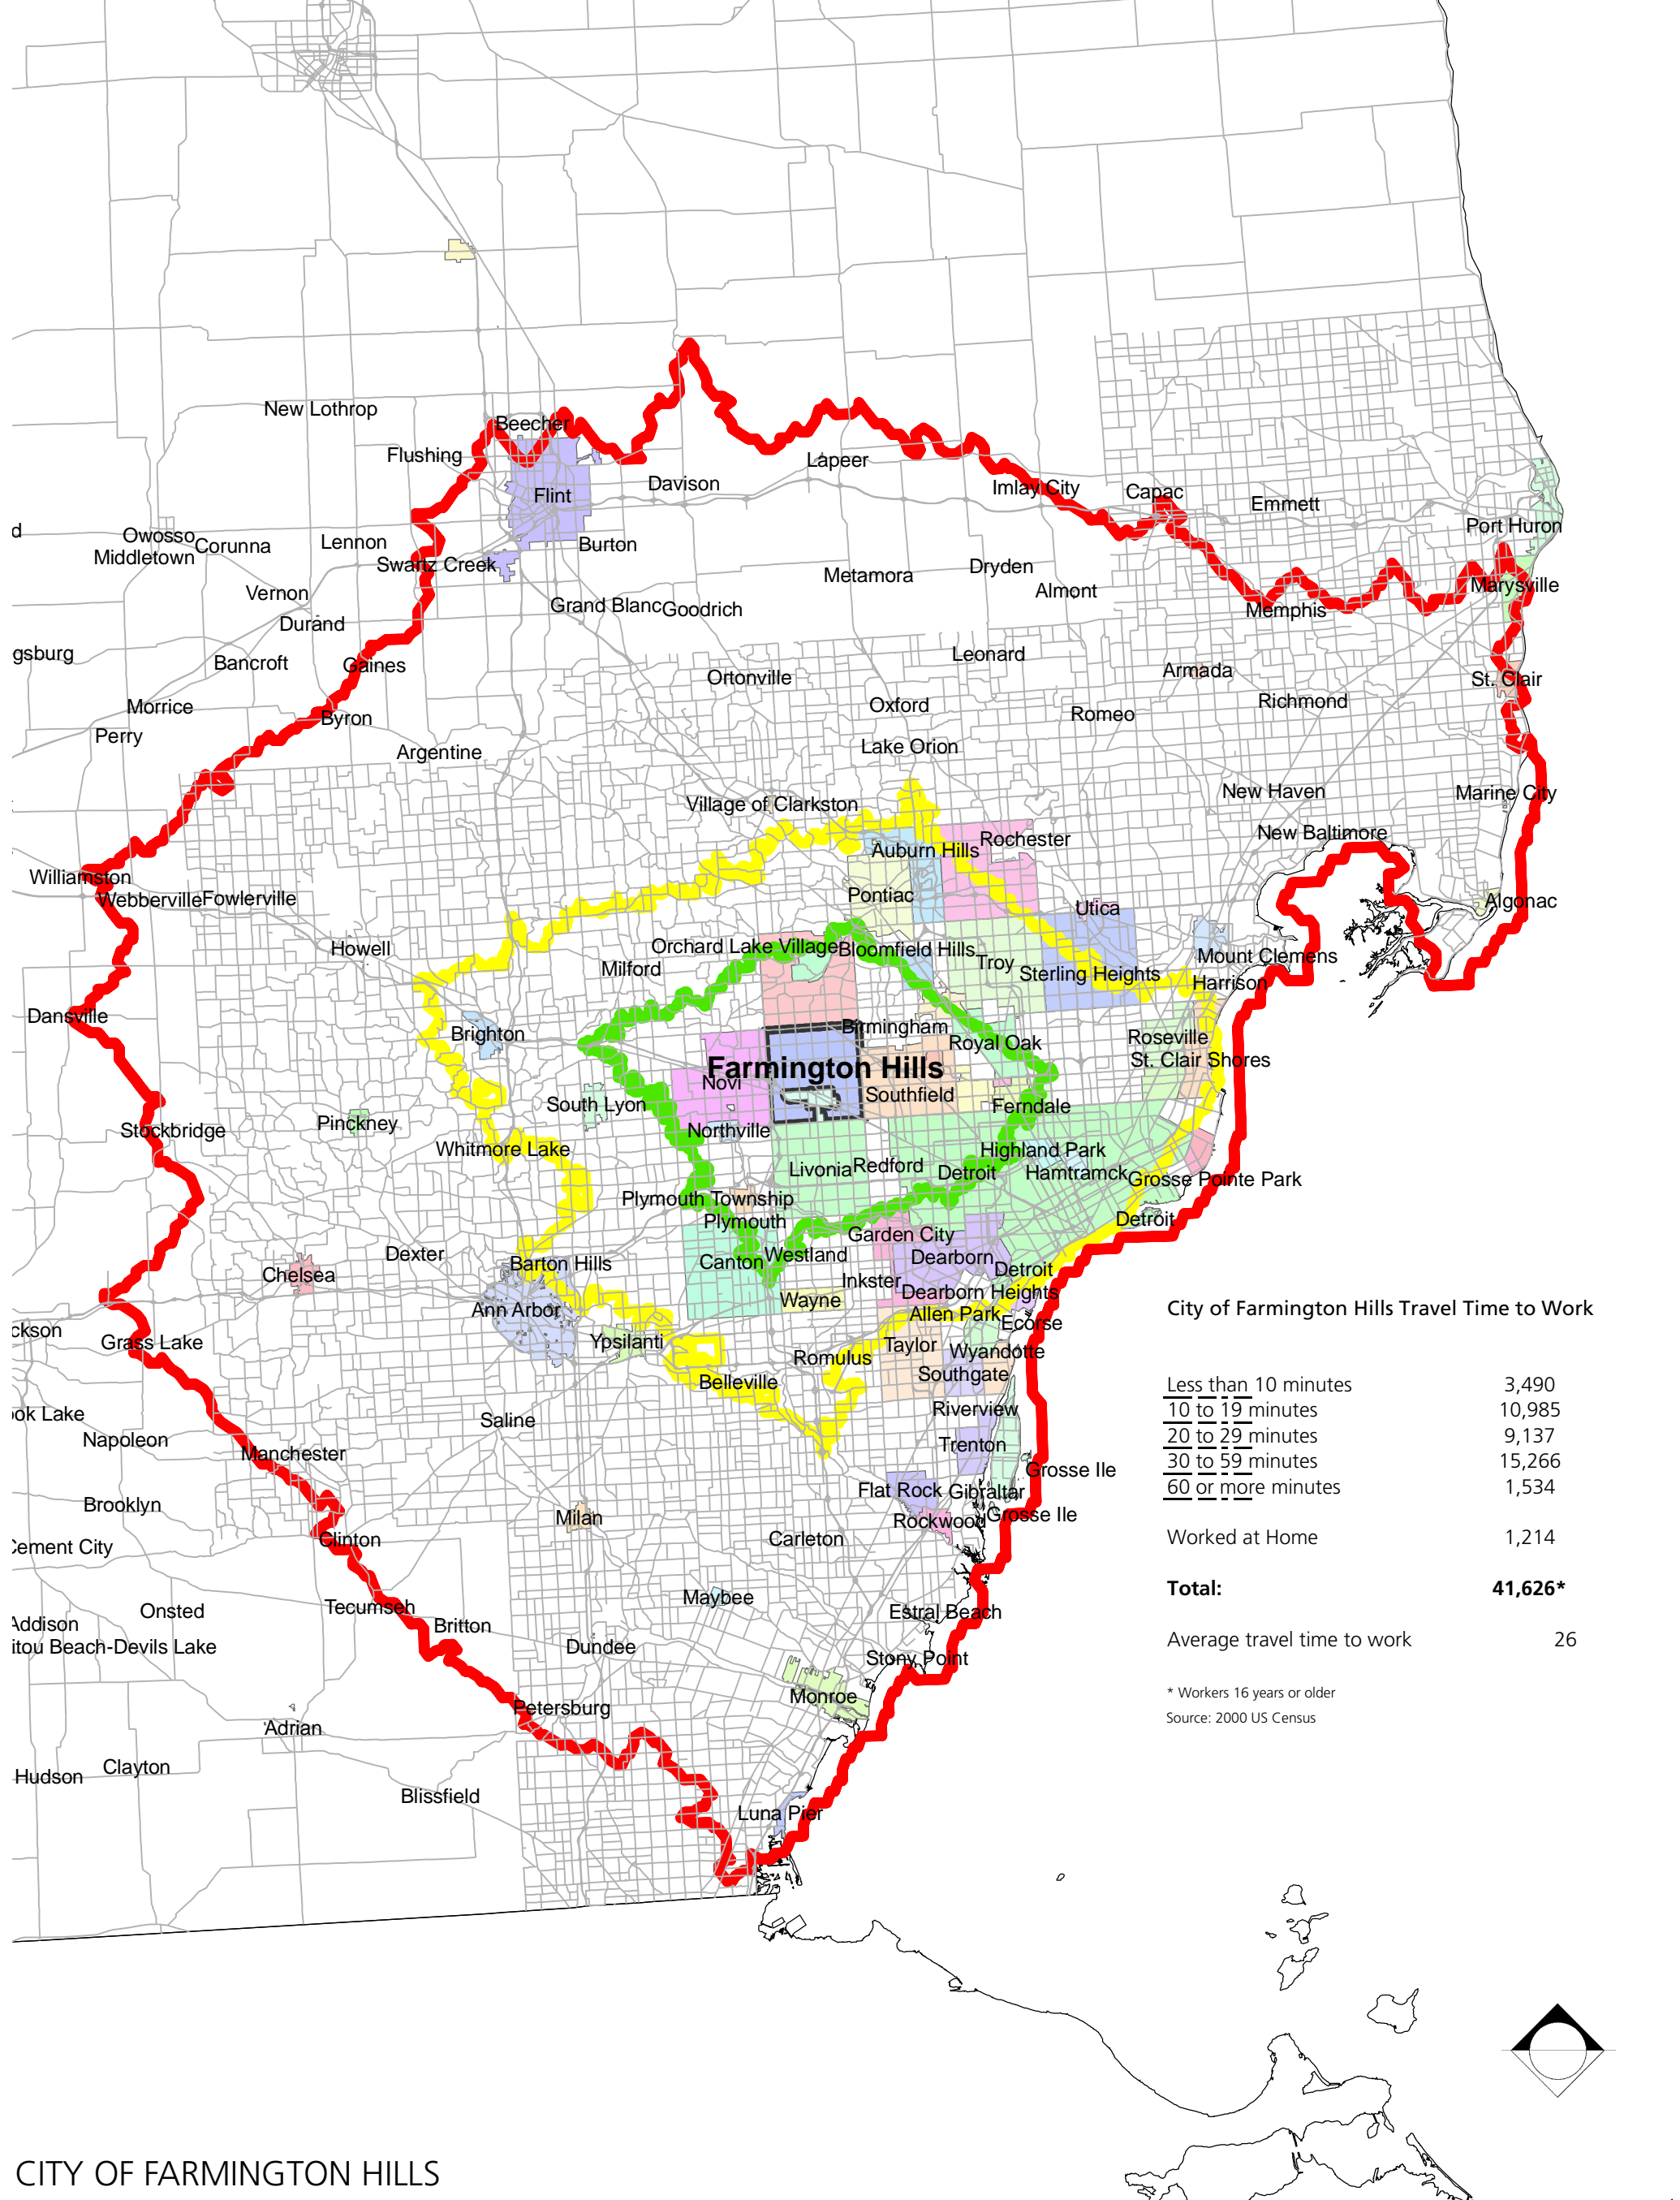 New Lothrop
Beecher
Flushing
Lapeer
Davison
Imlay City
Capac
Flint
Emmett
Port Huron
d
Owosso
Middletown
Corunna
Lennon
Burton
Swartz Creek
Metamora
Dryden
Almont
Marysville
Vernon
Grand Blanc
Goodrich
Memphis
Durand
gsburg
Bancroft
Gaines
Leonard
Ortonville
Armada
St. Clair
Morrice
Byron
Oxford
Romeo
Richmond
Perry
Argentine
Lake Orion
New Haven
Marine City
Village of Clarkston
New Baltimore
Rochester
Auburn Hills
Williamston
Webberville
Fowlerville
Pontiac
Utica
Algonac
Howell
Orchard Lake Village
Bloomfield Hills
Milford
Troy
Sterling Heights
Mount Clemens
Harrison
Dansville
Brighton
Birmingham
Royal Oak
Roseville
St. Clair Shores
Farmington Hills
Novi
Southfield
South Lyon
Ferndale
Pinckney
Stockbridge
Northville
Whitmore Lake
Highland Park
Livonia
Redford
Detroit
Hamtramck
Grosse Pointe Park
Plymouth Township
Plymouth
Detroit
Garden City
Dexter
Barton Hills
Canton
Westland
Dearborn
Detroit
Chelsea
Inkster
Dearborn Heights
Wayne
Ann Arbor
Allen Park
Ecorse
ckson
Grass Lake
Ypsilanti
Romulus
Taylor
Wyandotte
Belleville
Southgate
ok Lake
Saline
Riverview
Napoleon
Manchester
Trenton
Grosse Ile
Brooklyn
Flat Rock
Gibraltar
Milan
Rockwood
Grosse Ile
Cement City
Clinton
Carleton
Maybee
Addison
Onsted
Tecumseh
Britton
Estral Beach
itou Beach-Devils Lake
Dundee
Stony Point
Monroe
Petersburg
Adrian
Hudson
Clayton
Blissfield
Luna Pier
City of Farmington Hills Travel Time to Work
Less than 10 minutes 3,490
10 to 19 minutes 10,985
20 to 29 minutes 9,137
30 to 59 minutes 15,266
60 or more minutes 1,534
Worked at Home 1,214
Total: 41,626*
Average travel time to work 26
* Workers 16 years or older
Source: 2000 US Census
CITY OF FARMINGTON HILLS